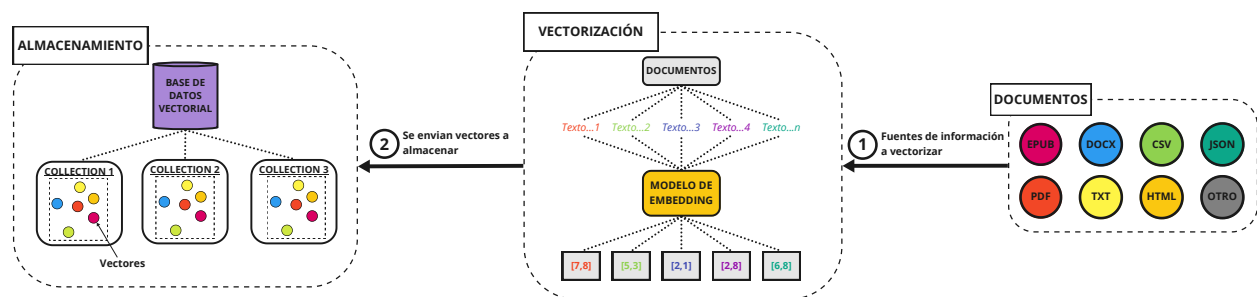 ALMACENAMIENTO
BASE DE
DATOS
VECTORIAL
COLLECTION 1
COLLECTION 2
COLLECTION 3
Vectores
2
Se envian vectores a
almacenar
VECTORIZACIÓN
DOCUMENTOS
Texto...1
Texto...2
Texto...3
Texto...4
Texto...n
MODELO DE
EMBEDDING
[7,8]
[5,3]
[2,1]
[2,8]
[6,8]
1
Fuentes de información
a vectorizar
DOCUMENTOS
EPUB
DOCX
CSV
JSON
PDF
TXT
HTML
OTRO